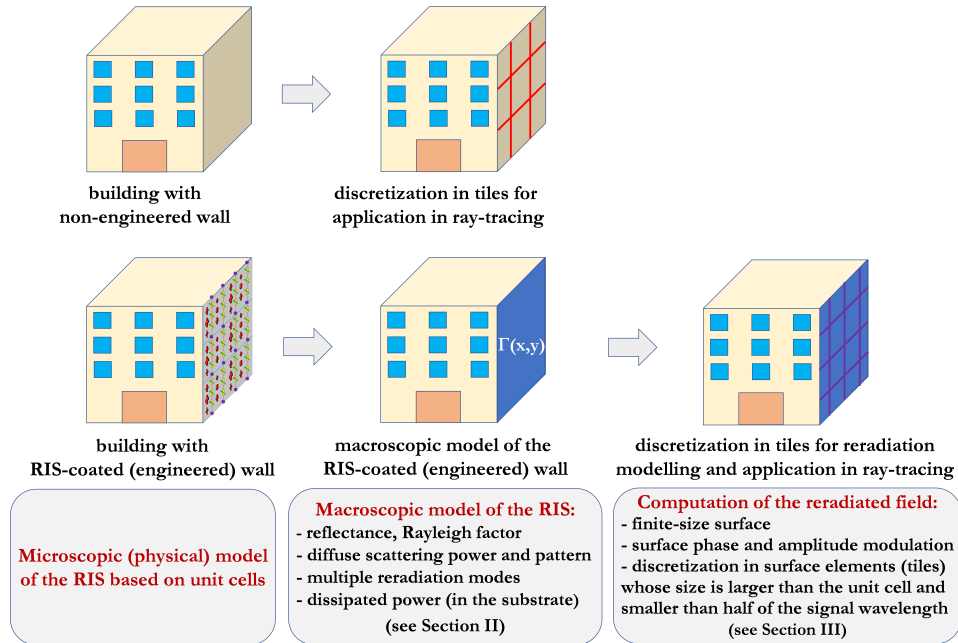 building with
non-engineered wall
discretization in tiles for
application in ray-tracing
Γ(x,y)
building with
RIS-coated (engineered) wall
macroscopic model of the
RIS-coated (engineered) wall
discretization in tiles for reradiation
modelling and application in ray-tracing
Microscopic (physical) model
of the RIS based on unit cells
Macroscopic model of the RIS:
- reflectance, Rayleigh factor
- diffuse scattering power and pattern
- multiple reradiation modes
- dissipated power (in the substrate)
(see Section II)
Computation of the reradiated field:
- finite-size surface
- surface phase and amplitude modulation
- discretization in surface elements (tiles)
whose size is larger than the unit cell and
smaller than half of the signal wavelength
(see Section III)